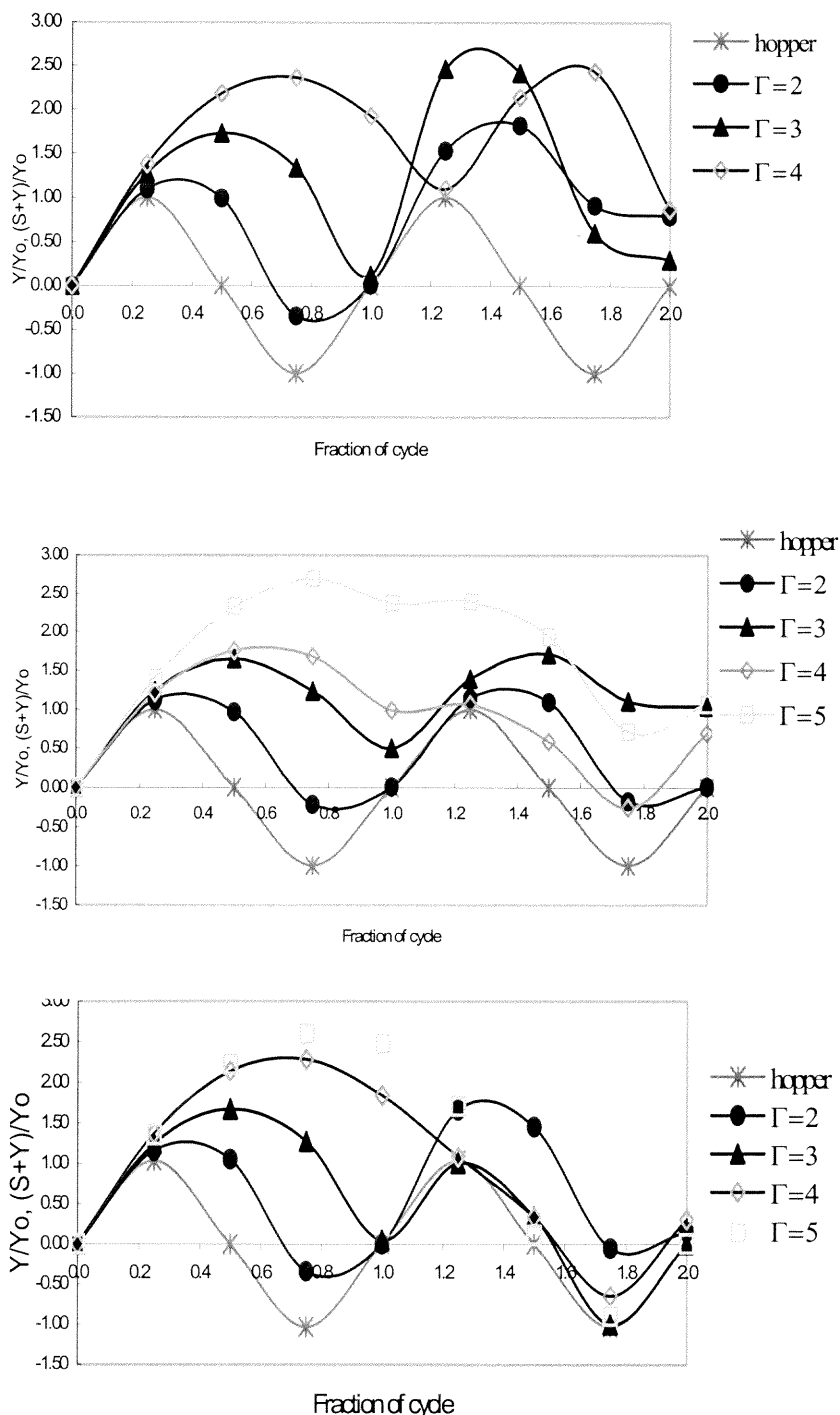 3.00
2.50
2.00
1.50
1.00
0.50
0.00
-0.50
-1.00
-1.50
Y/Yo, (S+Y)/Yo
0.0 0.2 0.4 0.6 0.8 1.0 1.2 1.4 1.6 1.8 2.0
Fraction of cycle
hopper
Γ=2
Γ=3
Γ=4
3.00
2.50
2.00
1.50
1.00
0.50
0.00
-0.50
-1.00
-1.50
Y/Yo, (S+Y)/Yo
0.0 0.2 0.4 0.6 0.8 1.0 1.2 1.4 1.6 1.8 2.0
Fraction of cycle
hopper
Γ=2
Γ=3
Γ=4
Γ=5
3.00
2.50
2.00
1.50
1.00
0.50
0.00
-0.50
-1.00
-1.50
Y/Yo, (S+Y)/Yo
0.0 0.2 0.4 0.6 0.8 1.0 1.2 1.4 1.6 1.8 2.0
Fraction of cycle
hopper
Γ=2
Γ=3
Γ=4
Γ=5